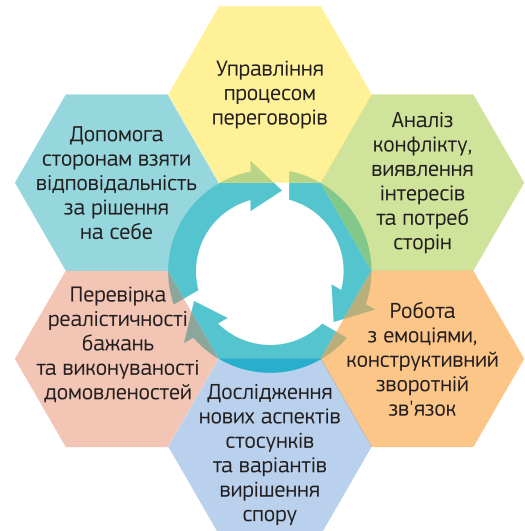 Управління
процесом
переговорів
Аналіз
конфлікту,
виявлення
інтересів
та потреб
сторін
Робота
з емоціями,
конструктивний
зворотній
зв'язок
Дослідження
нових аспектів
стосунків
та варіантів
вирішення
спору
Перевірка
реалістичності
бажань
та виконуваності
домовленостей
Допомога
сторонам взяти
відповідальність
за рішення
на себе